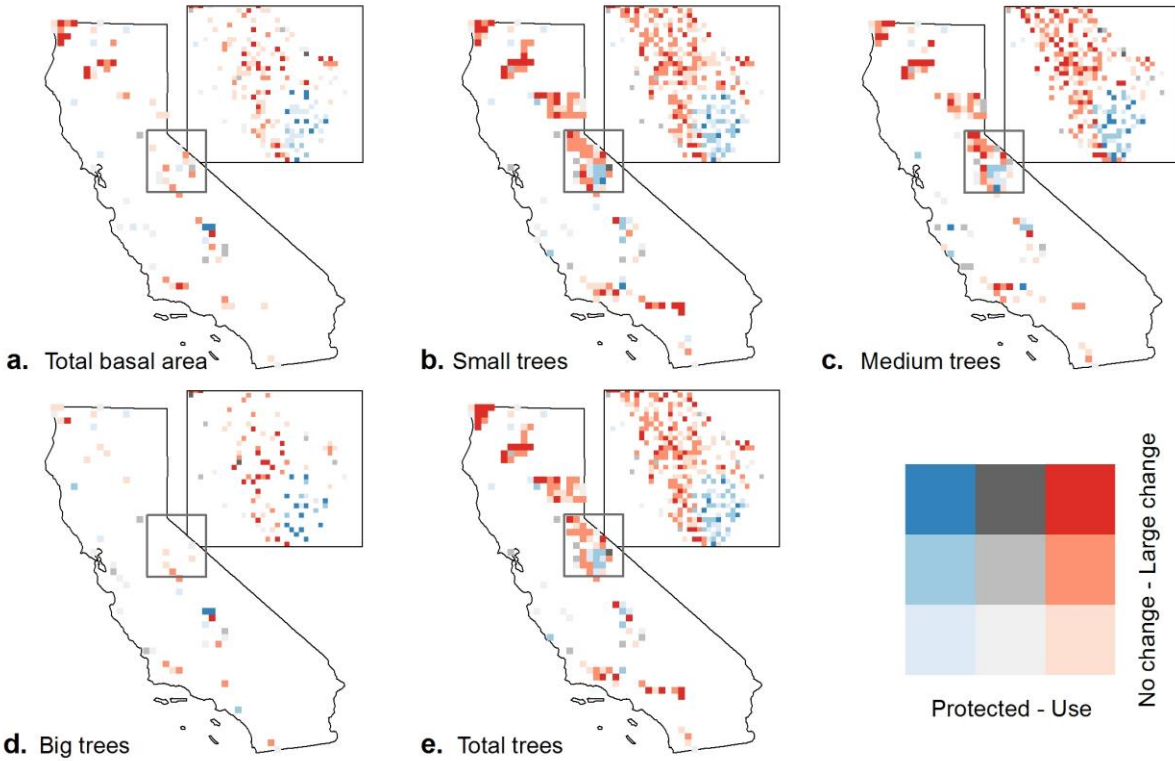 a. Total basal area
b. Small trees
c. Medium trees
d. Big trees
e. Total trees
Protected - Use
No change - Large change